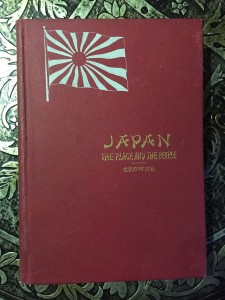 JAPAN
THE PLACE AND THE PEOPLE
BROWNE